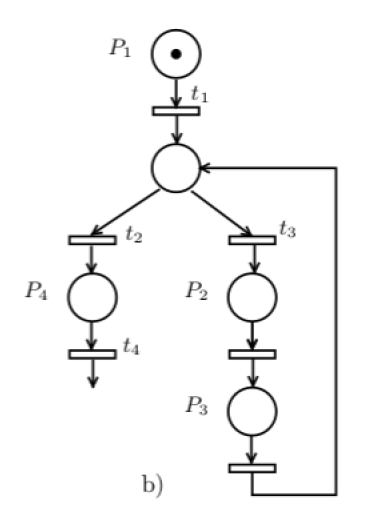 P₁
t₁
t₂
t₃
P₄
P₂
t₄
P₃
b)